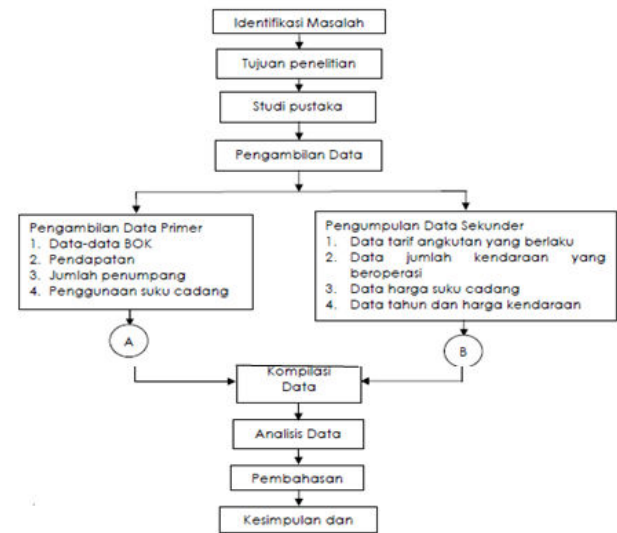 Identifikasi Masalah
Tujuan penelitian
Studi pustaka
Pengambilan Data
Pengambilan Data Primer
1. Data-data BOK
2. Pendapatan
3. Jumlah penumpang
4. Penggunaan suku cadang
Pengumpulan Data Sekunder
1. Data tarif angkutan yang berlaku
2. Data jumlah kendaraan yang
beroperasi
3. Data harga suku cadang
4. Data tahun dan harga kendaraan
A
B
Kompilasi
Data
Analisis Data
Pembahasan
Kesimpulan dan